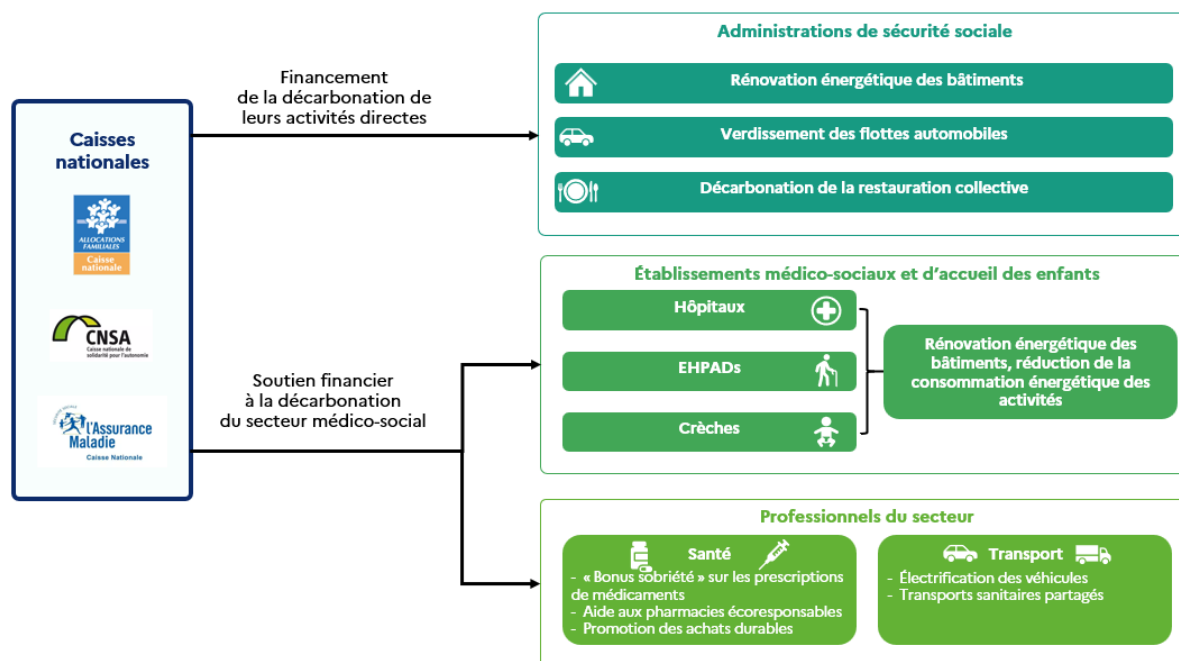 Caisses
nationales
ALLOCATIONS
FAMILIALES
Caisse
nationale
CNSA
Caisse nationale de
solidarité pour l'autonomie
l'Assurance
Maladie
Caisse Nationale
Financement
de la décarbonation de
leurs activités directes
Soutien financier
à la décarbonation
du secteur médico-social
Administrations de sécurité sociale
Rénovation énergétique des bâtiments
Verdissement des flottes automobiles
Décarbonation de la restauration collective
Établissements médico-sociaux et d'accueil des enfants
Hôpitaux
EHPADs
Crèches
Rénovation énergétique des
bâtiments, réduction de la
consommation énergétique des
activités
Professionnels du secteur
Santé
- « Bonus sobriété » sur les prescriptions
de médicaments
- Aide aux pharmacies écoresponsables
- Promotion des achats durables
Transport
- Électrification des véhicules
- Transports sanitaires partagés